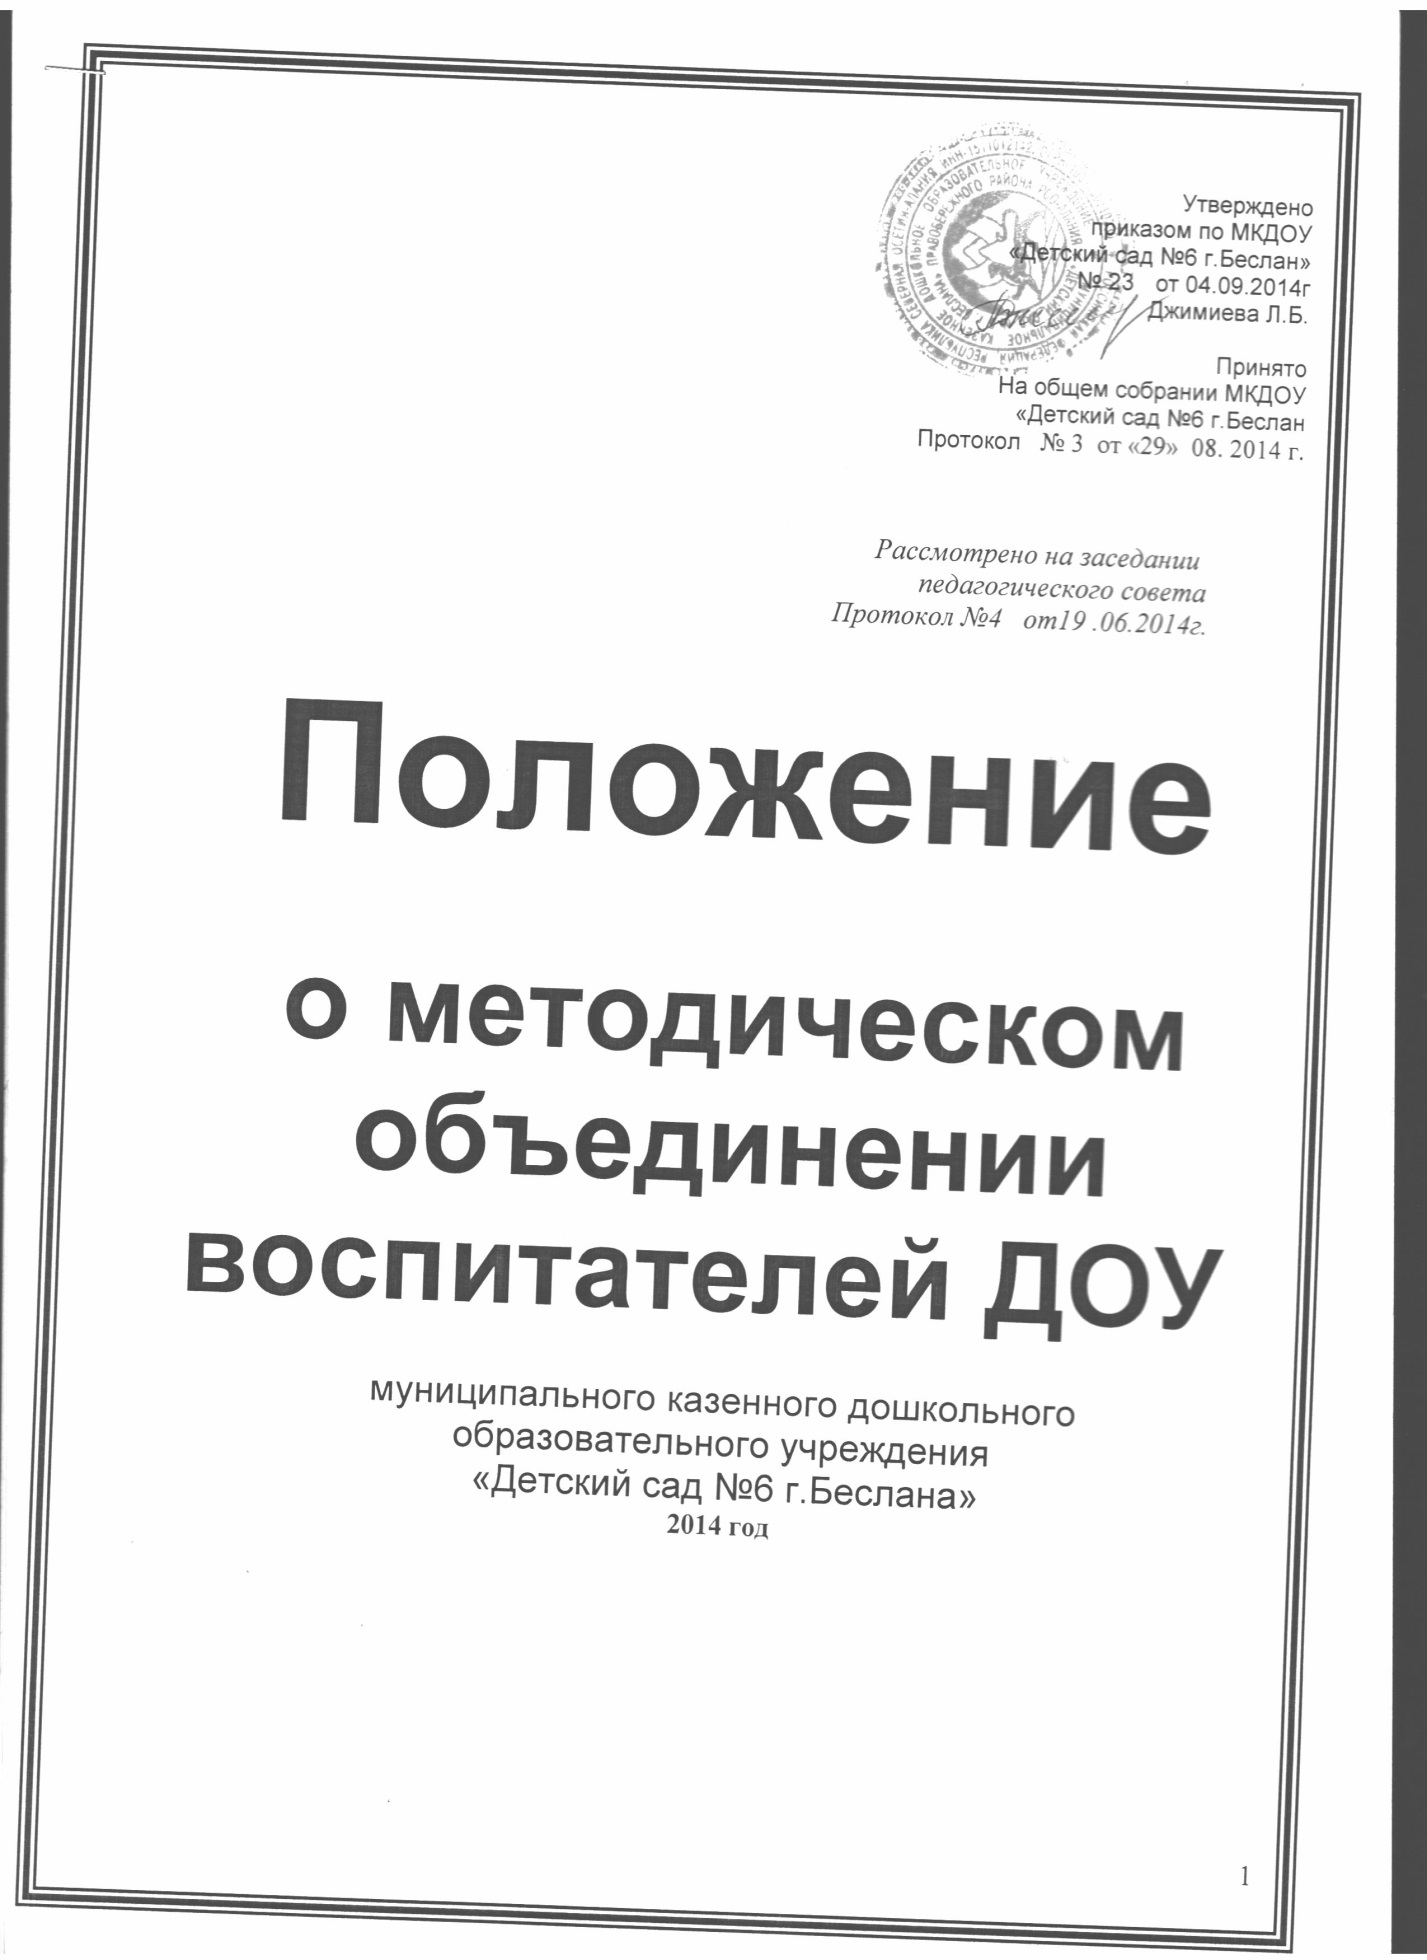 Утверждено
приказом по МКДОУ
«Детский сад №6 г.Беслан»
№ 23 от 04.09.2014г
Джимиева Л.Б.
Принято
На общем собрании МКДОУ
«Детский сад №6 г.Беслан
Протокол № 3 от «29» 08. 2014 г.
Рассмотрено на заседании
педагогического совета
Протокол №4 от19 .06.2014г.
Положение
о методическом
объединении
воспитателей ДОУ
муниципального казенного дошкольного
образовательного учреждения
«Детский сад №6 г.Беслана»
2014 год
1